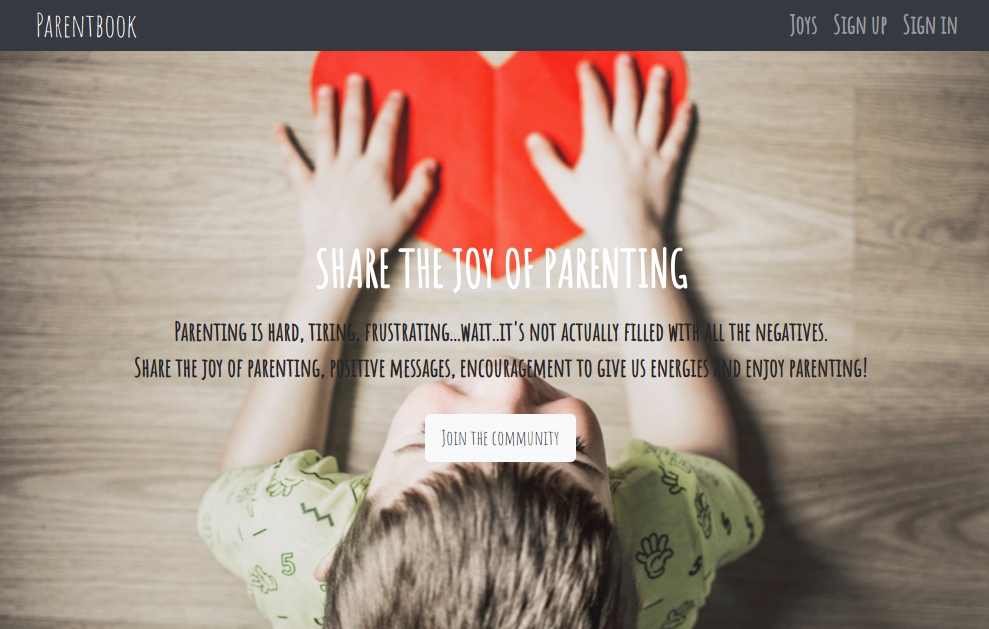 Parentbook
Joys Sign up Sign in
SHARE THE JOY OF PARENTING
Parenting is hard, tiring, frustrating...wait..it's not actually filled with all the negatives.
Share the joy of parenting, positive messages, encouragement to give us energies and enjoy parenting!
Join the community
5